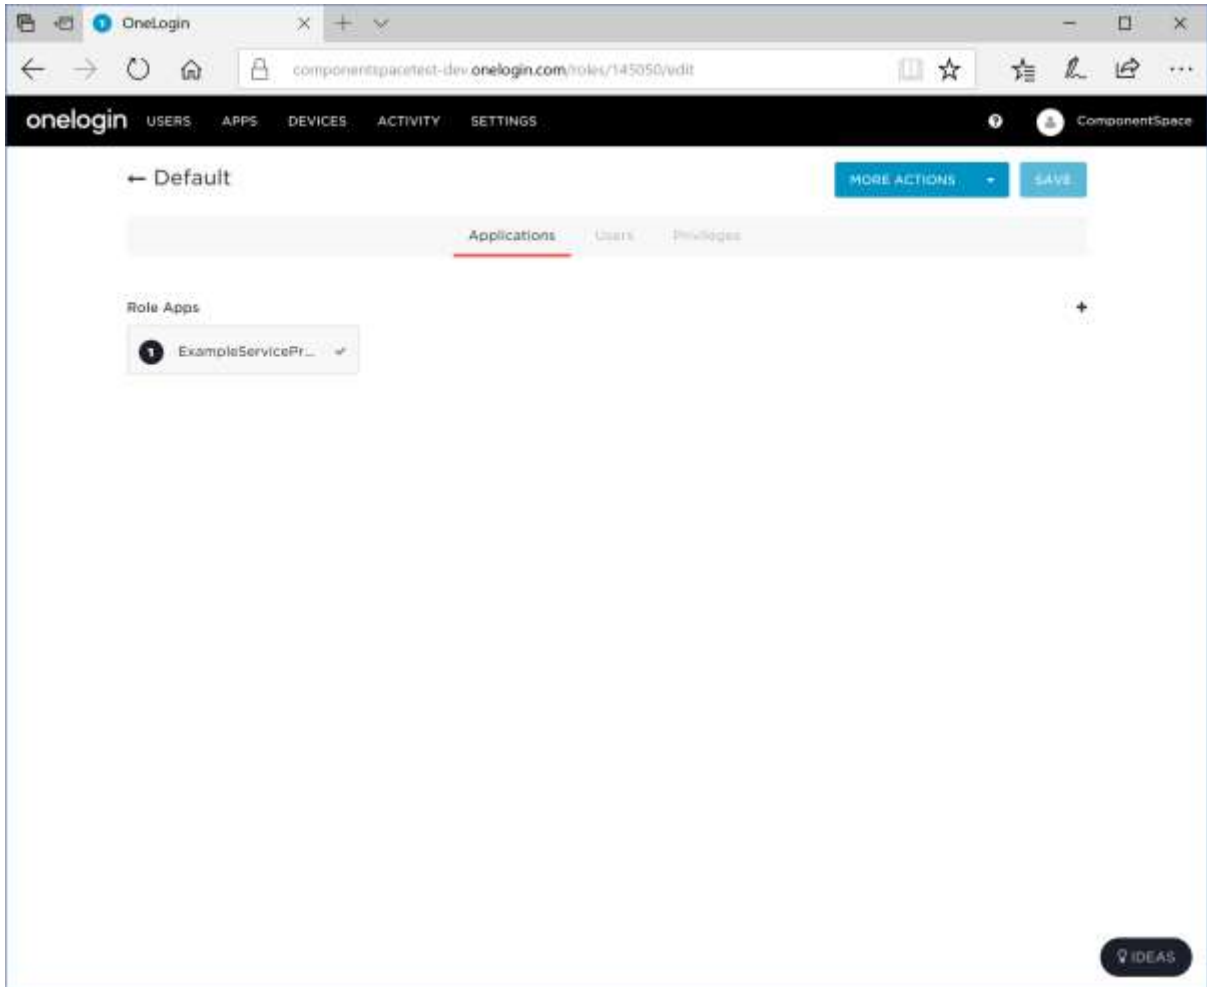 OneLogin
componentspacetest-dev.onelogin.com/roles/145050/edit
onelogin USERS APPS DEVICES ACTIVITY SETTINGS ComponentSpace
← Default MORE ACTIONS SAVE
Applications Users Privileges
Role Apps +
ExampleServicePr...
IDEAS